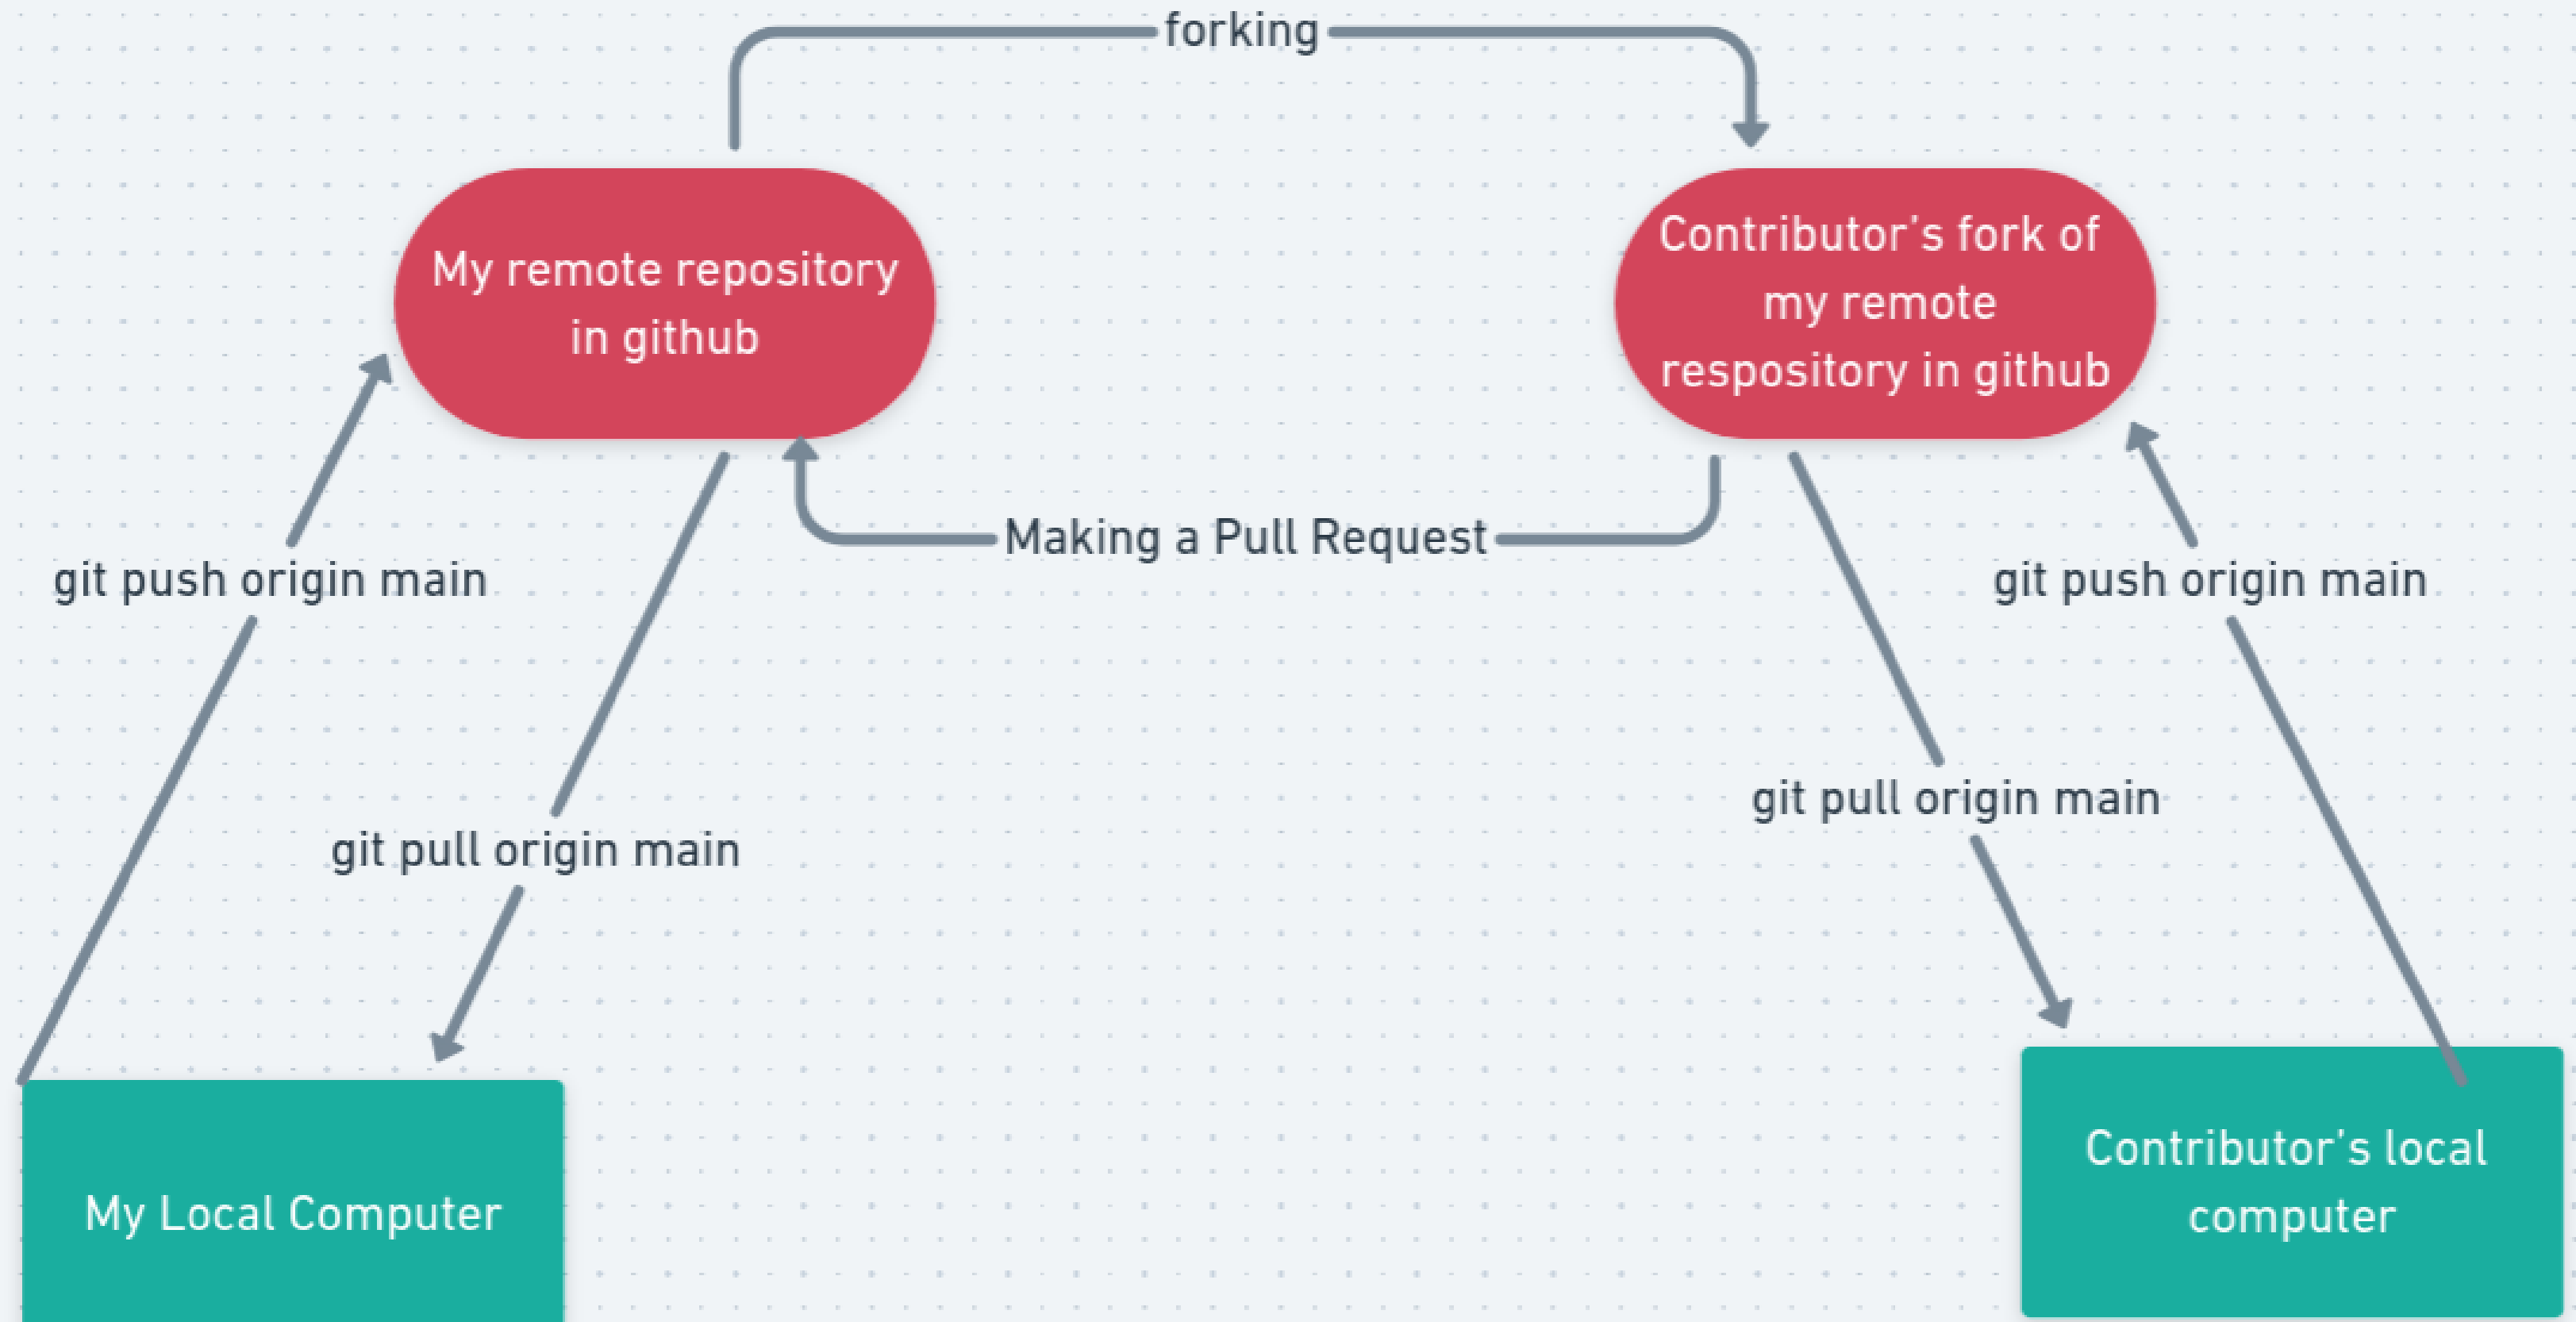 forking
My remote repository
in github
Contributor's fork of
my remote
respository in github
Making a Pull Request
git push origin main
git push origin main
git pull origin main
git pull origin main
My Local Computer
Contributor's local
computer